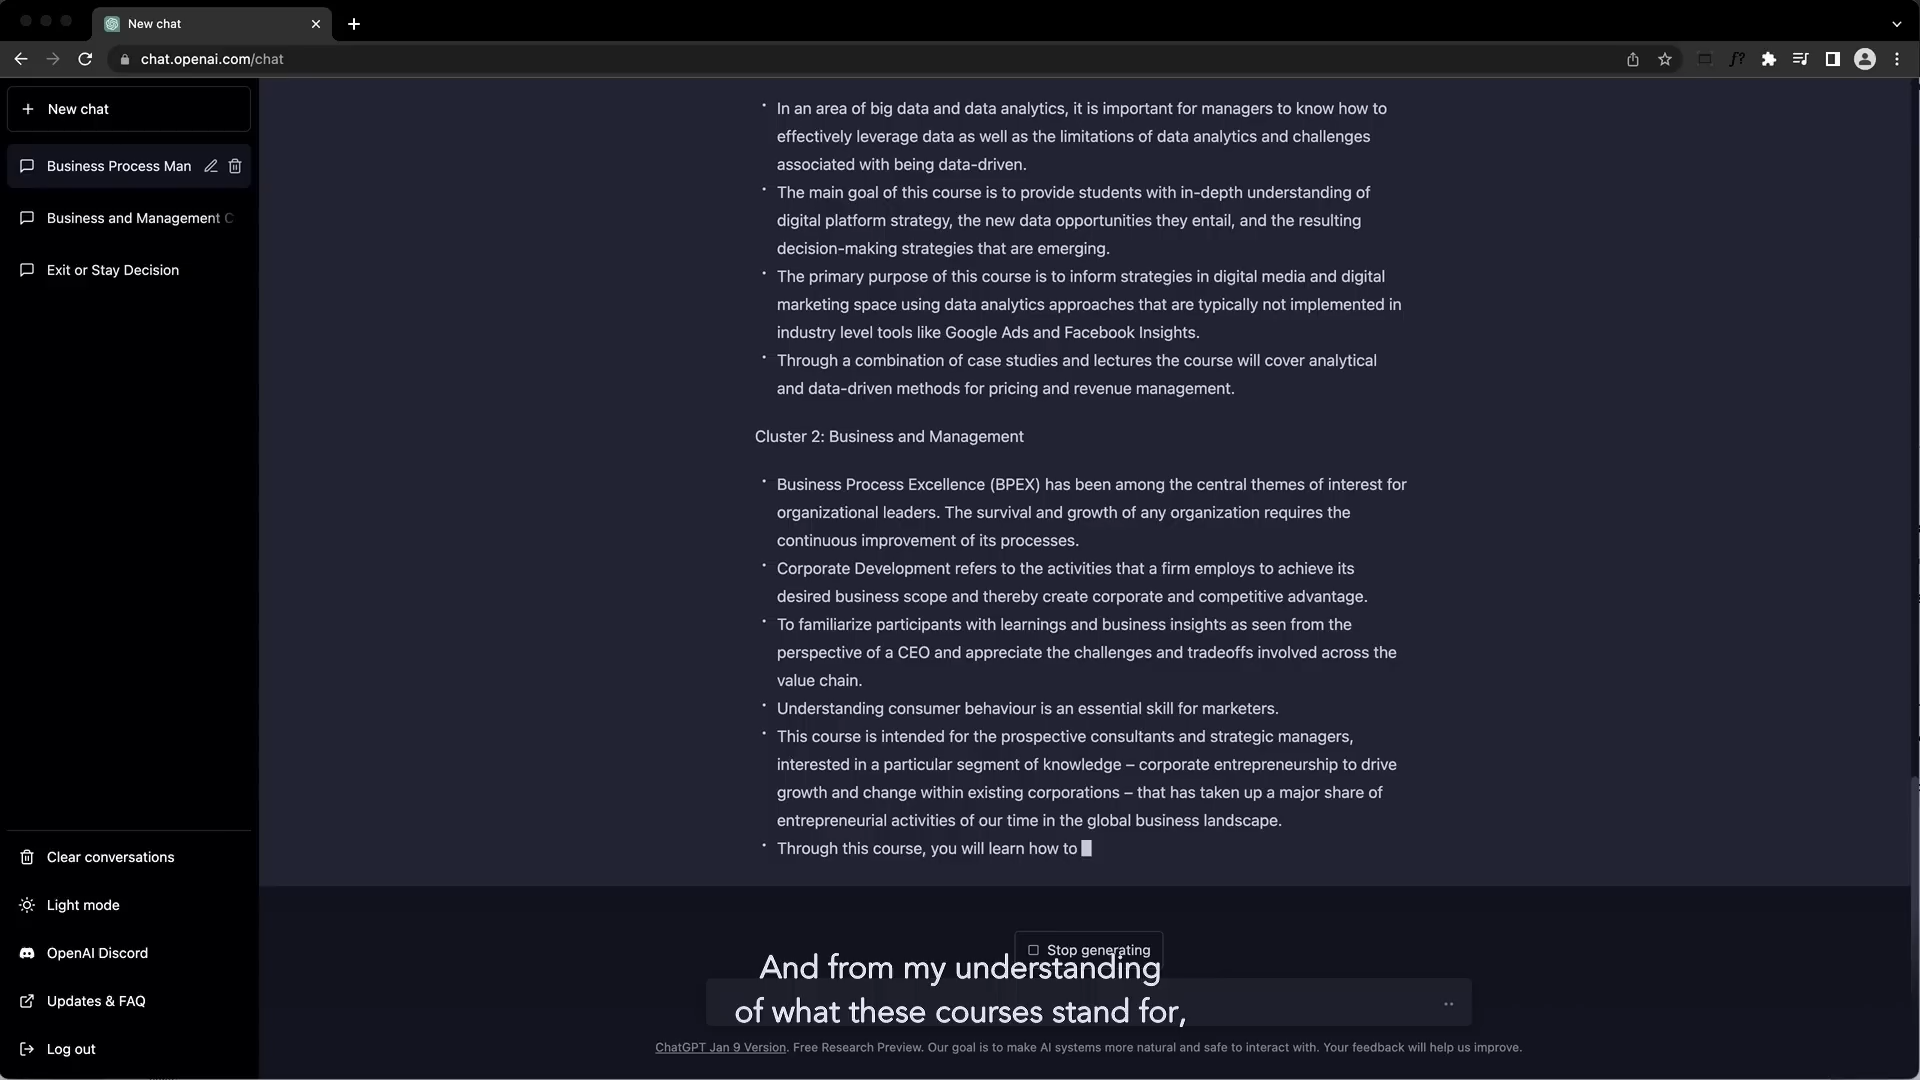 New chat
chat.openai.com/chat
New chat
Business Process Man
Business and Management C
Exit or Stay Decision
Clear conversations
Light mode
OpenAI Discord
Updates & FAQ
Log out
In an area of big data and data analytics, it is important for managers to know how to
effectively leverage data as well as the limitations of data analytics and challenges
associated with being data-driven.
The main goal of this course is to provide students with in-depth understanding of
digital platform strategy, the new data opportunities they entail, and the resulting
decision-making strategies that are emerging.
The primary purpose of this course is to inform strategies in digital media and digital
marketing space using data analytics approaches that are typically not implemented in
industry level tools like Google Ads and Facebook Insights.
Through a combination of case studies and lectures the course will cover analytical
and data-driven methods for pricing and revenue management.
Cluster 2: Business and Management
Business Process Excellence (BPEX) has been among the central themes of interest for
organizational leaders. The survival and growth of any organization requires the
continuous improvement of its processes.
Corporate Development refers to the activities that a firm employs to achieve its
desired business scope and thereby create corporate and competitive advantage.
To familiarize participants with learnings and business insights as seen from the
perspective of a CEO and appreciate the challenges and tradeoffs involved across the
value chain.
Understanding consumer behaviour is an essential skill for marketers.
This course is intended for the prospective consultants and strategic managers,
interested in a particular segment of knowledge – corporate entrepreneurship to drive
growth and change within existing corporations – that has taken up a major share of
entrepreneurial activities of our time in the global business landscape.
Through this course, you will learn how to
Stop generating
And from my understanding
of what these courses stand for,
ChatGPT Jan 9 Version. Free Research Preview. Our goal is to make AI systems more natural and safe to interact with. Your feedback will help us improve.